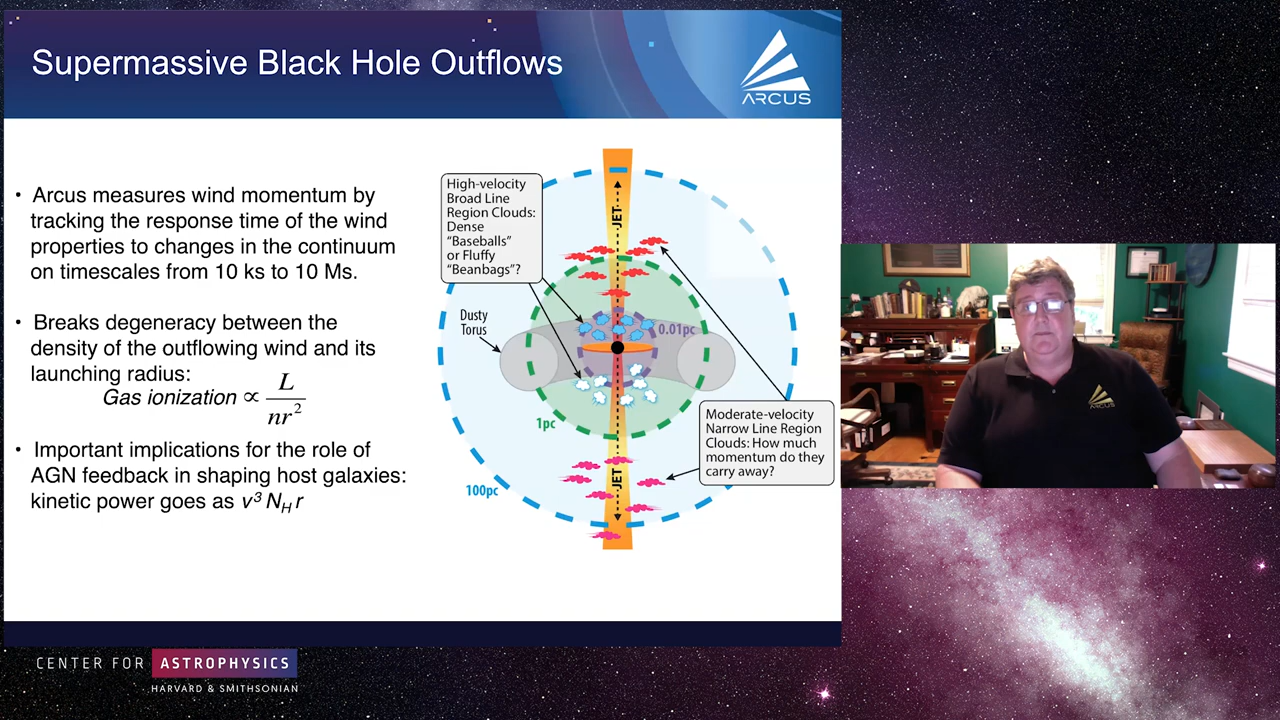 Supermassive Black Hole Outflows
ARCUS
• Arcus measures wind momentum by
tracking the response time of the wind
properties to changes in the continuum
on timescales from 10 ks to 10 Ms.
• Breaks degeneracy between the
density of the outflowing wind and its
launching radius:
Gas ionization ∝ L / nr²
• Important implications for the role of
AGN feedback in shaping host galaxies:
kinetic power goes as v³ N_H r
High-velocity
Broad Line
Region Clouds:
Dense
“Baseballs”
or Fluffy
“Beanbags”?
JET
Dusty
Torus
0.01pc
1pc
100pc
JET
Moderate-velocity
Narrow Line Region
Clouds: How much
momentum do they
carry away?
ARCUS
CENTER FOR ASTROPHYSICS
HARVARD & SMITHSONIAN